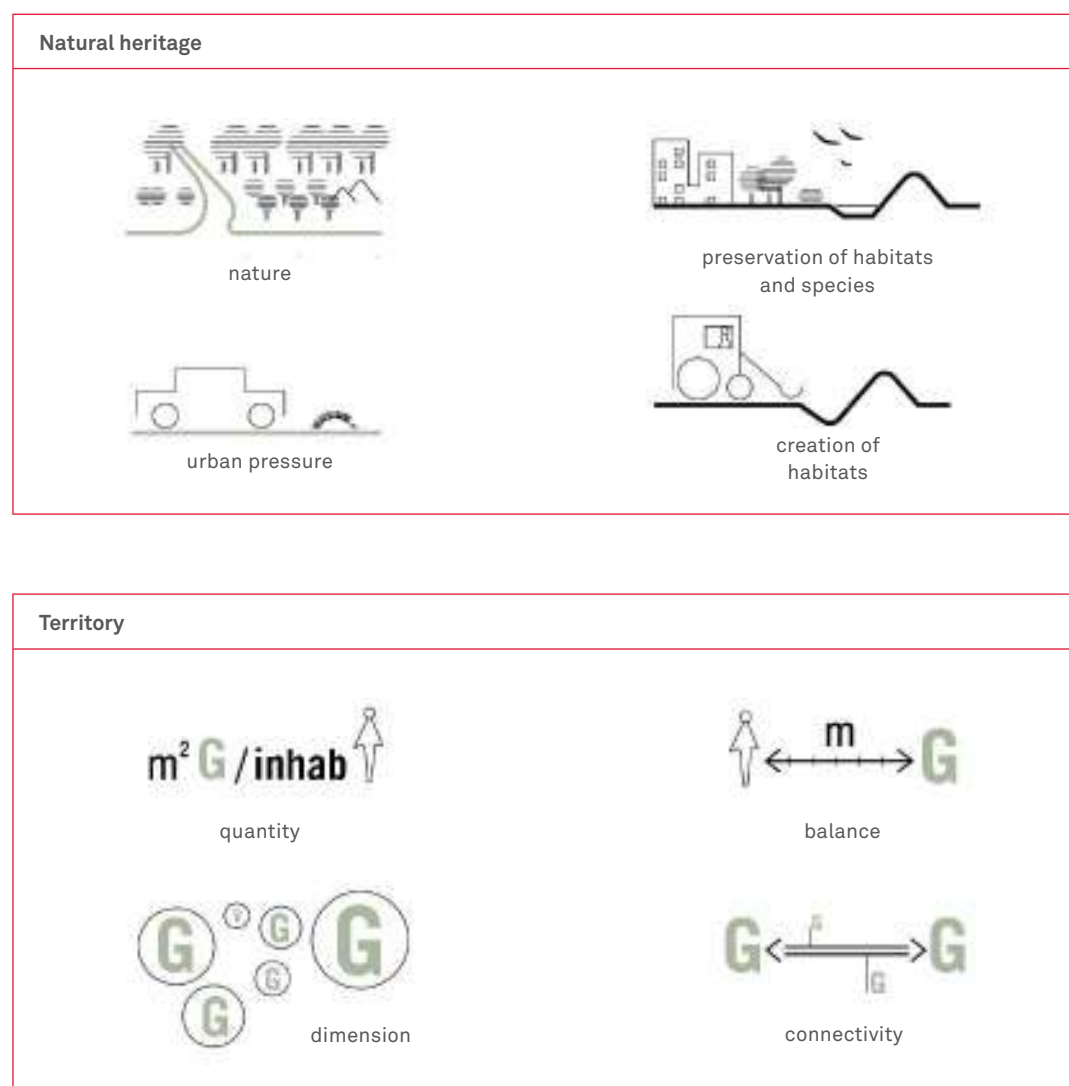 Natural heritage
nature
preservation of habitats
and species
urban pressure
creation of
habitats
Territory
m² G / inhab
quantity
m
G
balance
G
G
G
G
G
dimension
G
G
G
G
connectivity